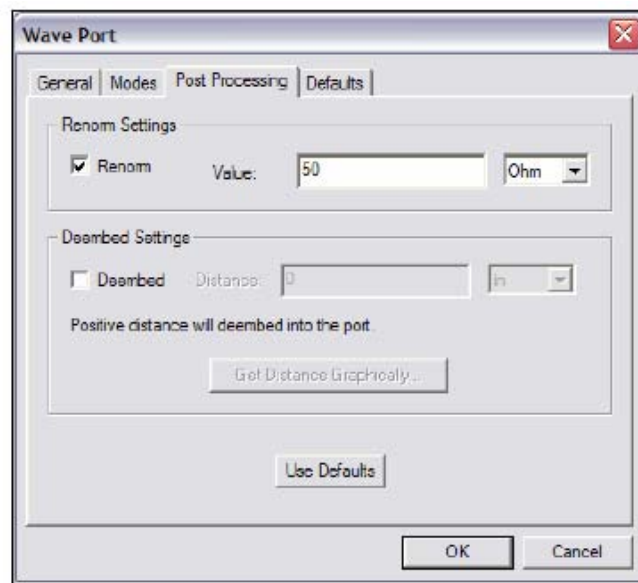 Wave Port
General Modes Post Processing Defaults
Renorm Settings
Renorm Value: 50 Ohm
Deembed Settings
Deembed Distance: 0 in
Positive distance will deembed into the port.
Get Distance Graphically...
Use Defaults
OK Cancel